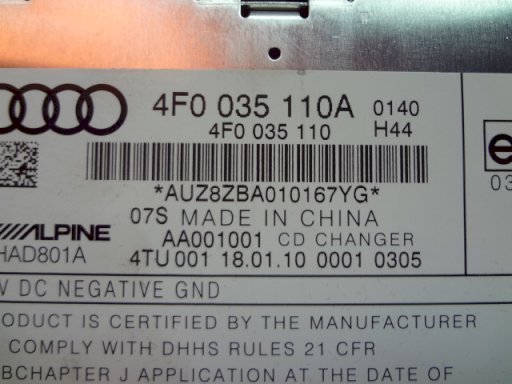 4F0 035 110A 0140
4F0 035 110 H44
*AUZ8ZBA010167YG*
07S MADE IN CHINA
ALPINE
HAD801A
AA001001 CD CHANGER
4TU 001 18.01.10 0001 0305
V DC NEGATIVE GND
RODUCT IS CERTIFIED BY THE MANUFACTURER
COMPLY WITH DHHS RULES 21 CFR
BCHAPTER J APPLICATION AT THE DATE OF
e
03